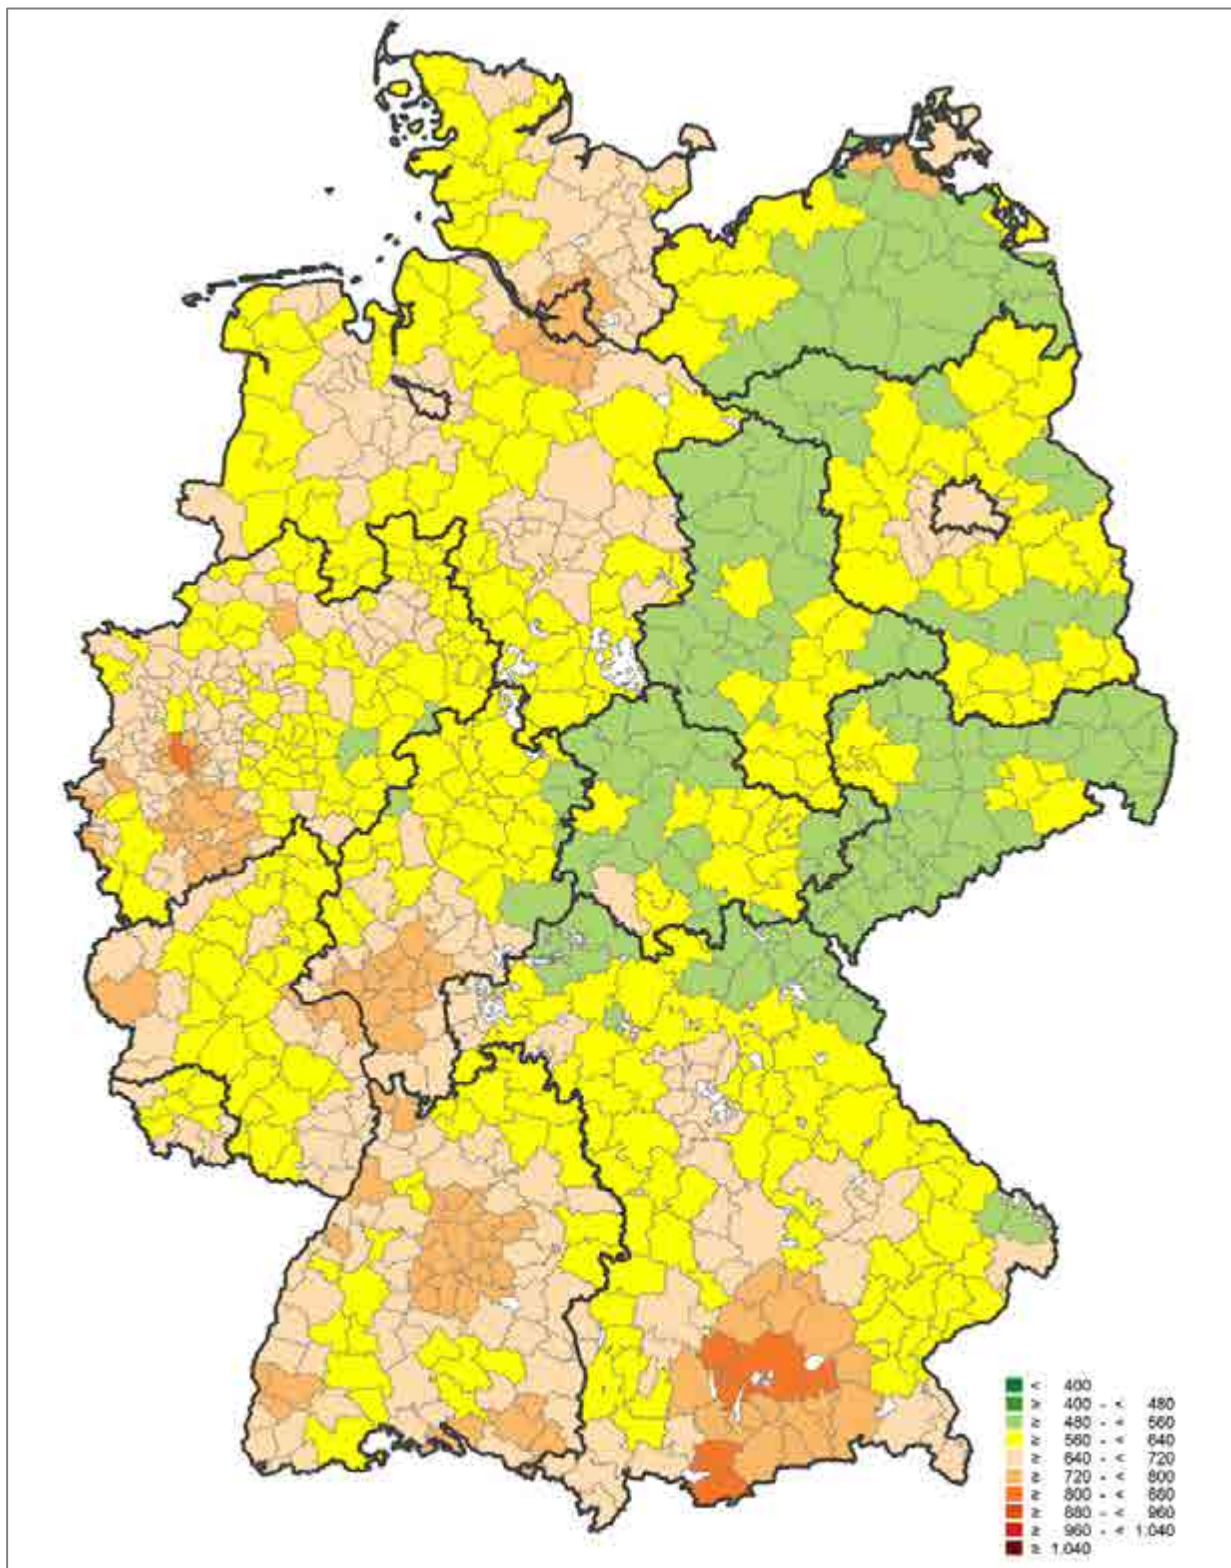 < 400
≥ 400 - < 480
≥ 480 - < 560
≥ 560 - < 640
≥ 640 - < 720
≥ 720 - < 800
≥ 800 - < 880
≥ 880 - < 960
≥ 960 - < 1.040
≥ 1.040